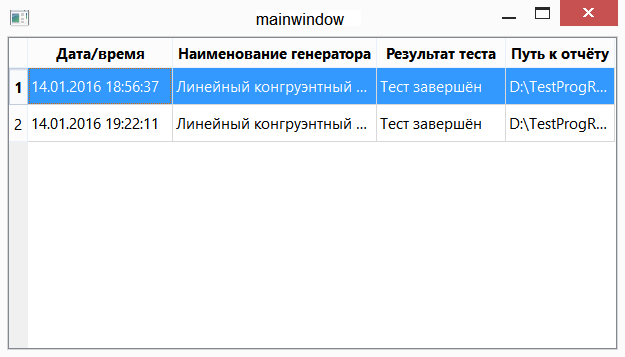 mainwindow
Дата/время Наименование генератора Результат теста Путь к отчёту
1 14.01.2016 18:56:37 Линейный конгруэнтный ... Тест завершён D:\TestProgR...
2 14.01.2016 19:22:11 Линейный конгруэнтный ... Тест завершён D:\TestProgR...